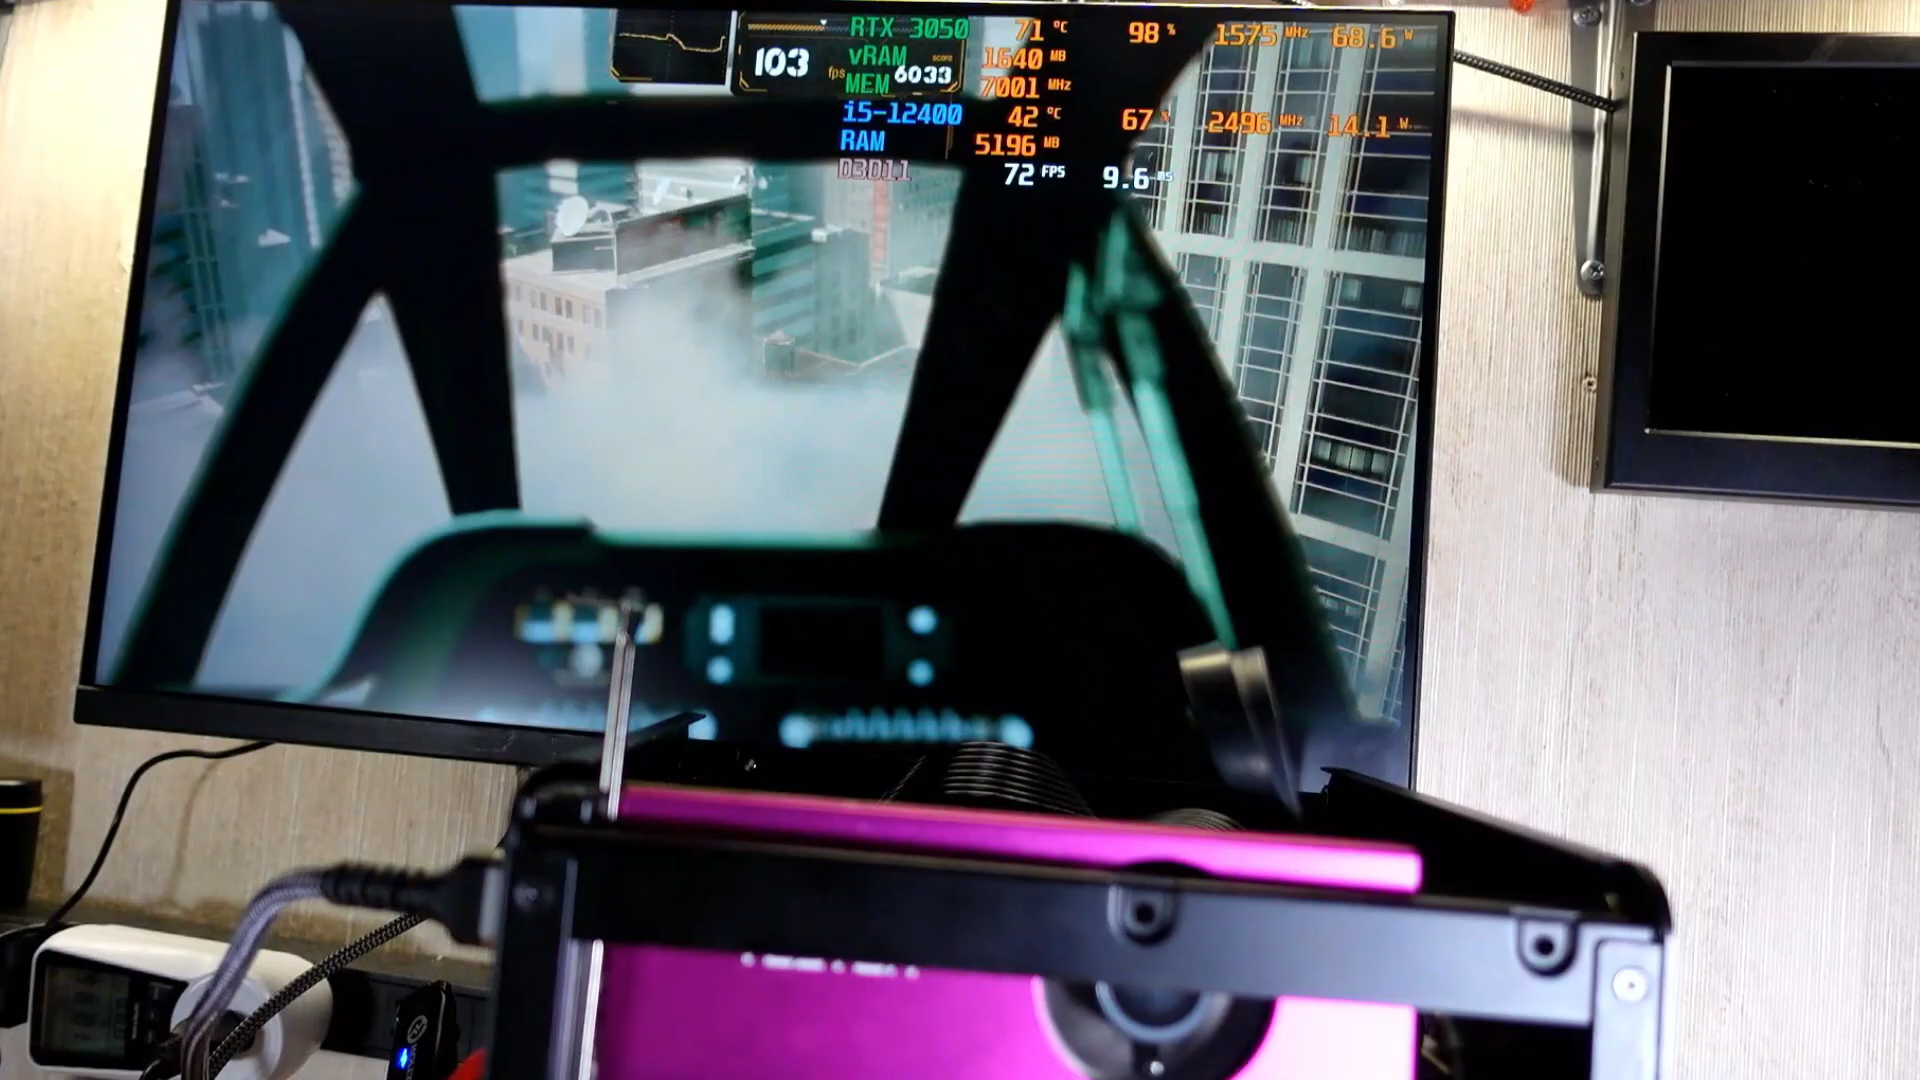 RTX 3050 71 °C 98 % 1575 MHz 68.6 W
vRAM 1640 MB
MEM 7001 MHz
i5-12400 42 °C 67 % 2496 MHz 14.1 W
RAM 5196 MB
D3D11 72 FPS 9.6 ms
103 fps
score
6033